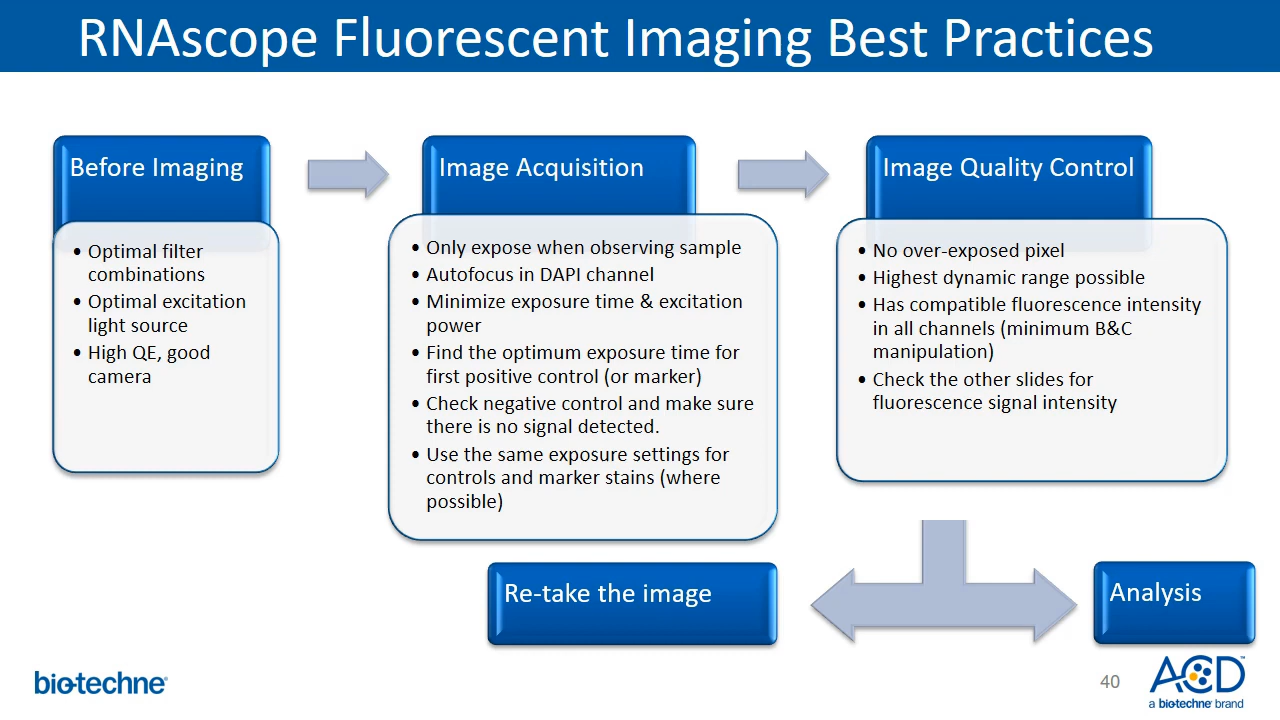 RNAscope Fluorescent Imaging Best Practices
Before Imaging
• Optimal filter
combinations
• Optimal excitation
light source
• High QE, good
camera
Image Acquisition
• Only expose when observing sample
• Autofocus in DAPI channel
• Minimize exposure time & excitation
power
• Find the optimum exposure time for
first positive control (or marker)
• Check negative control and make sure
there is no signal detected.
• Use the same exposure settings for
controls and marker stains (where
possible)
Image Quality Control
• No over-exposed pixel
• Highest dynamic range possible
• Has compatible fluorescence intensity
in all channels (minimum B&C
manipulation)
• Check the other slides for
fluorescence signal intensity
Re-take the image
Analysis
bio-techne®
40
ACD™
a bio-techne® brand